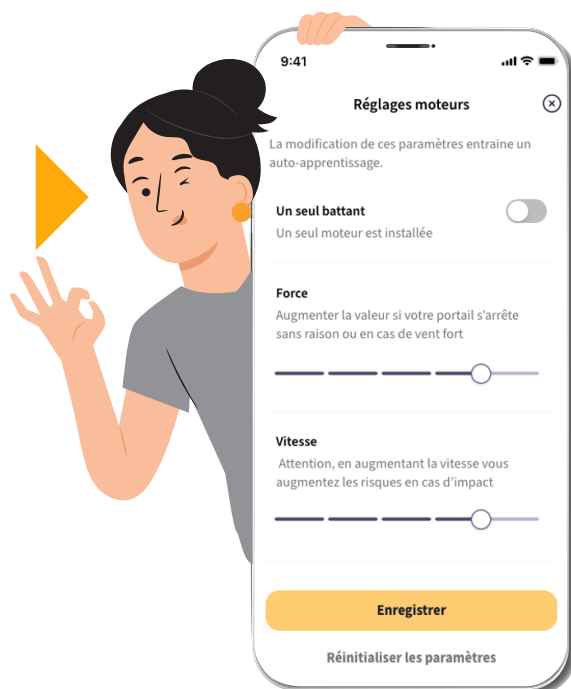 9:41
Réglages moteurs
La modification de ces paramètres entraine un
auto-apprentissage.
Un seul battant
Un seul moteur est installée
Force
Augmenter la valeur si votre portail s'arrête
sans raison ou en cas de vent fort
Vitesse
Attention, en augmentant la vitesse vous
augmentez les risques en cas d'impact
Enregistrer
Réinitialiser les paramètres